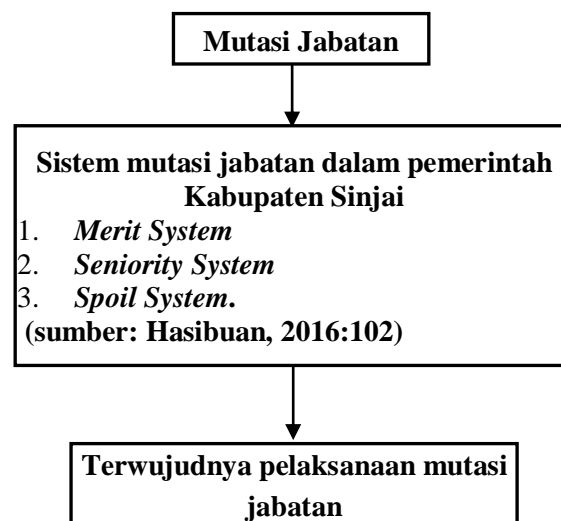 Mutasi Jabatan
Sistem mutasi jabatan dalam pemerintah
Kabupaten Sinjai
1. Merit System
2. Seniority System
3. Spoil System.
(sumber: Hasibuan, 2016:102)
Terwujudnya pelaksanaan mutasi
jabatan